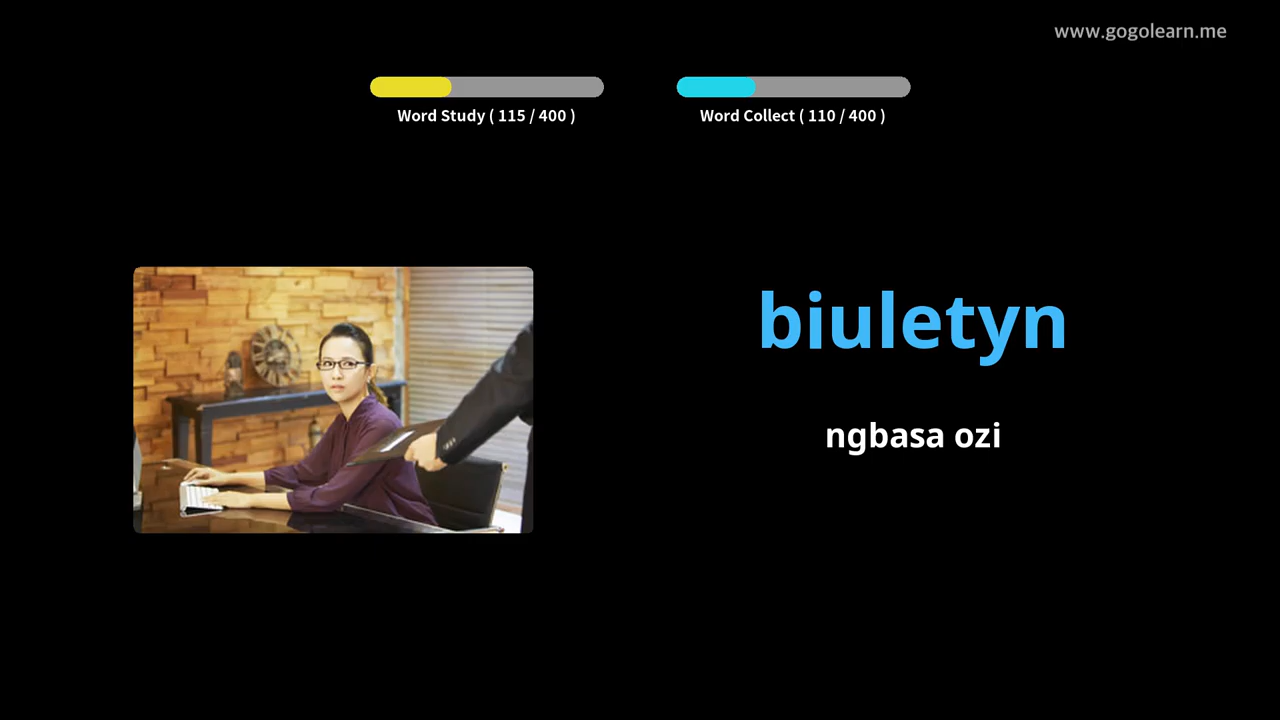 www.gogolearn.me
Word Study ( 115 / 400 )
Word Collect ( 110 / 400 )
biuletyn
ngbasa ozi